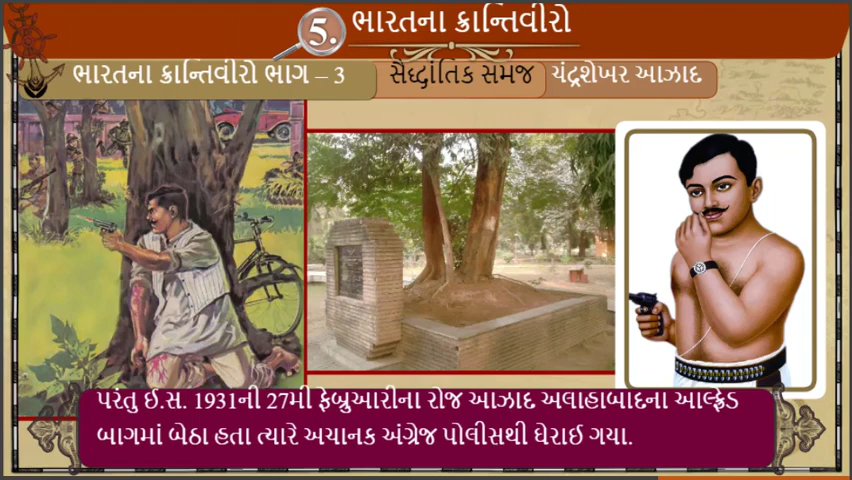 5. ભારતના ક્રાન્તિવીરો
ભારતના ક્રાન્તિવીરો ભાગ – 3
સૈદ્ધાંતિક સમજ
ચંદ્રશેખર આઝાદ
પરંતુ ઈ.સ. 1931ની 27મી ફેબ્રુઆરીના રોજ આઝાદ અલાહાબાદના આલ્ફ્રેડ
બાગમાં બેઠા હતા ત્યારે અચાનક અંગ્રેજ પોલીસથી ઘેરાઈ ગયા.